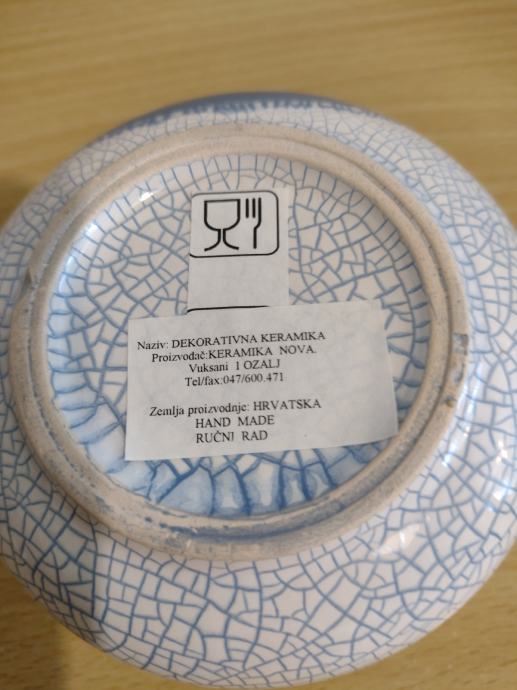 Naziv: DEKORATIVNA KERAMIKA
Proizvođač:KERAMIKA NOVA.
Vuksani 1 OZALJ
Tel/fax:047/600.471
Zemlja proizvodnje: HRVATSKA
HAND MADE
RUČNI RAD